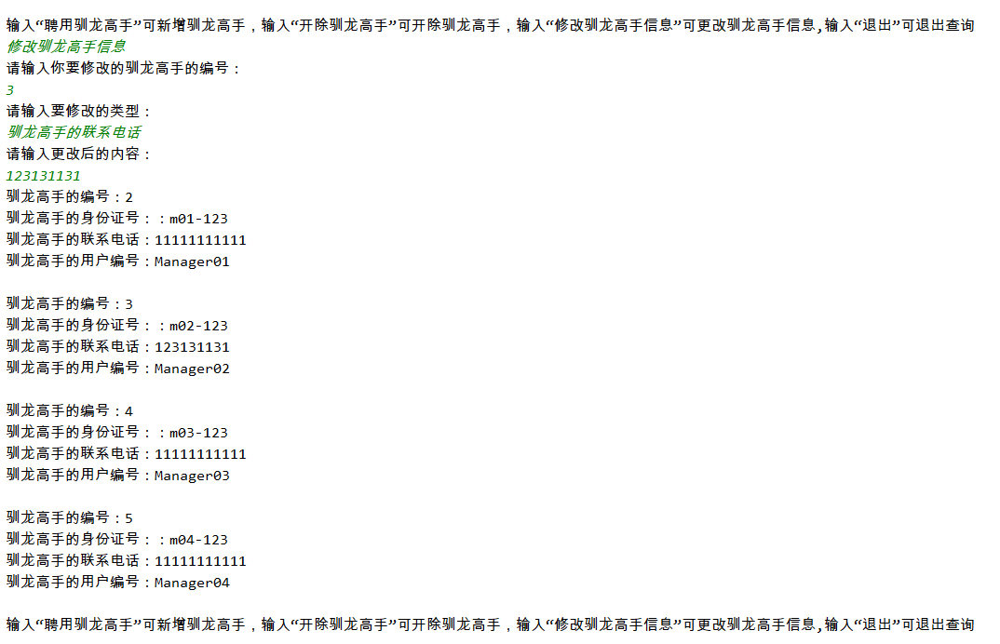 输入“聘用驯龙高手”可新增驯龙高手，输入“开除驯龙高手”可开除驯龙高手，输入“修改驯龙高手信息”可更改驯龙高手信息,输入“退出”可退出查询
修改驯龙高手信息
请输入你要修改的驯龙高手的编号：
3
请输入要修改的类型：
驯龙高手的联系电话
请输入更改后的内容：
123131131
驯龙高手的编号：2
驯龙高手的身份证号：：m01-123
驯龙高手的联系电话：11111111111
驯龙高手的用户编号：Manager01
驯龙高手的编号：3
驯龙高手的身份证号：：m02-123
驯龙高手的联系电话：123131131
驯龙高手的用户编号：Manager02
驯龙高手的编号：4
驯龙高手的身份证号：：m03-123
驯龙高手的联系电话：11111111111
驯龙高手的用户编号：Manager03
驯龙高手的编号：5
驯龙高手的身份证号：：m04-123
驯龙高手的联系电话：11111111111
驯龙高手的用户编号：Manager04
输入“聘用驯龙高手”可新增驯龙高手，输入“开除驯龙高手”可开除驯龙高手，输入“修改驯龙高手信息”可更改驯龙高手信息,输入“退出”可退出查询